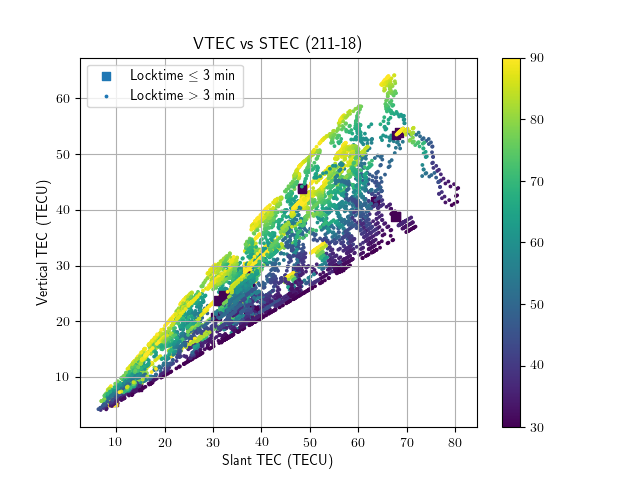 VTEC vs STEC (211-18)
Locktime ≤ 3 min
Locktime > 3 min
90
80
70
60
50
40
30
60
50
40
30
20
10
Vertical TEC (TECU)
10 20 30 40 50 60 70 80
Slant TEC (TECU)